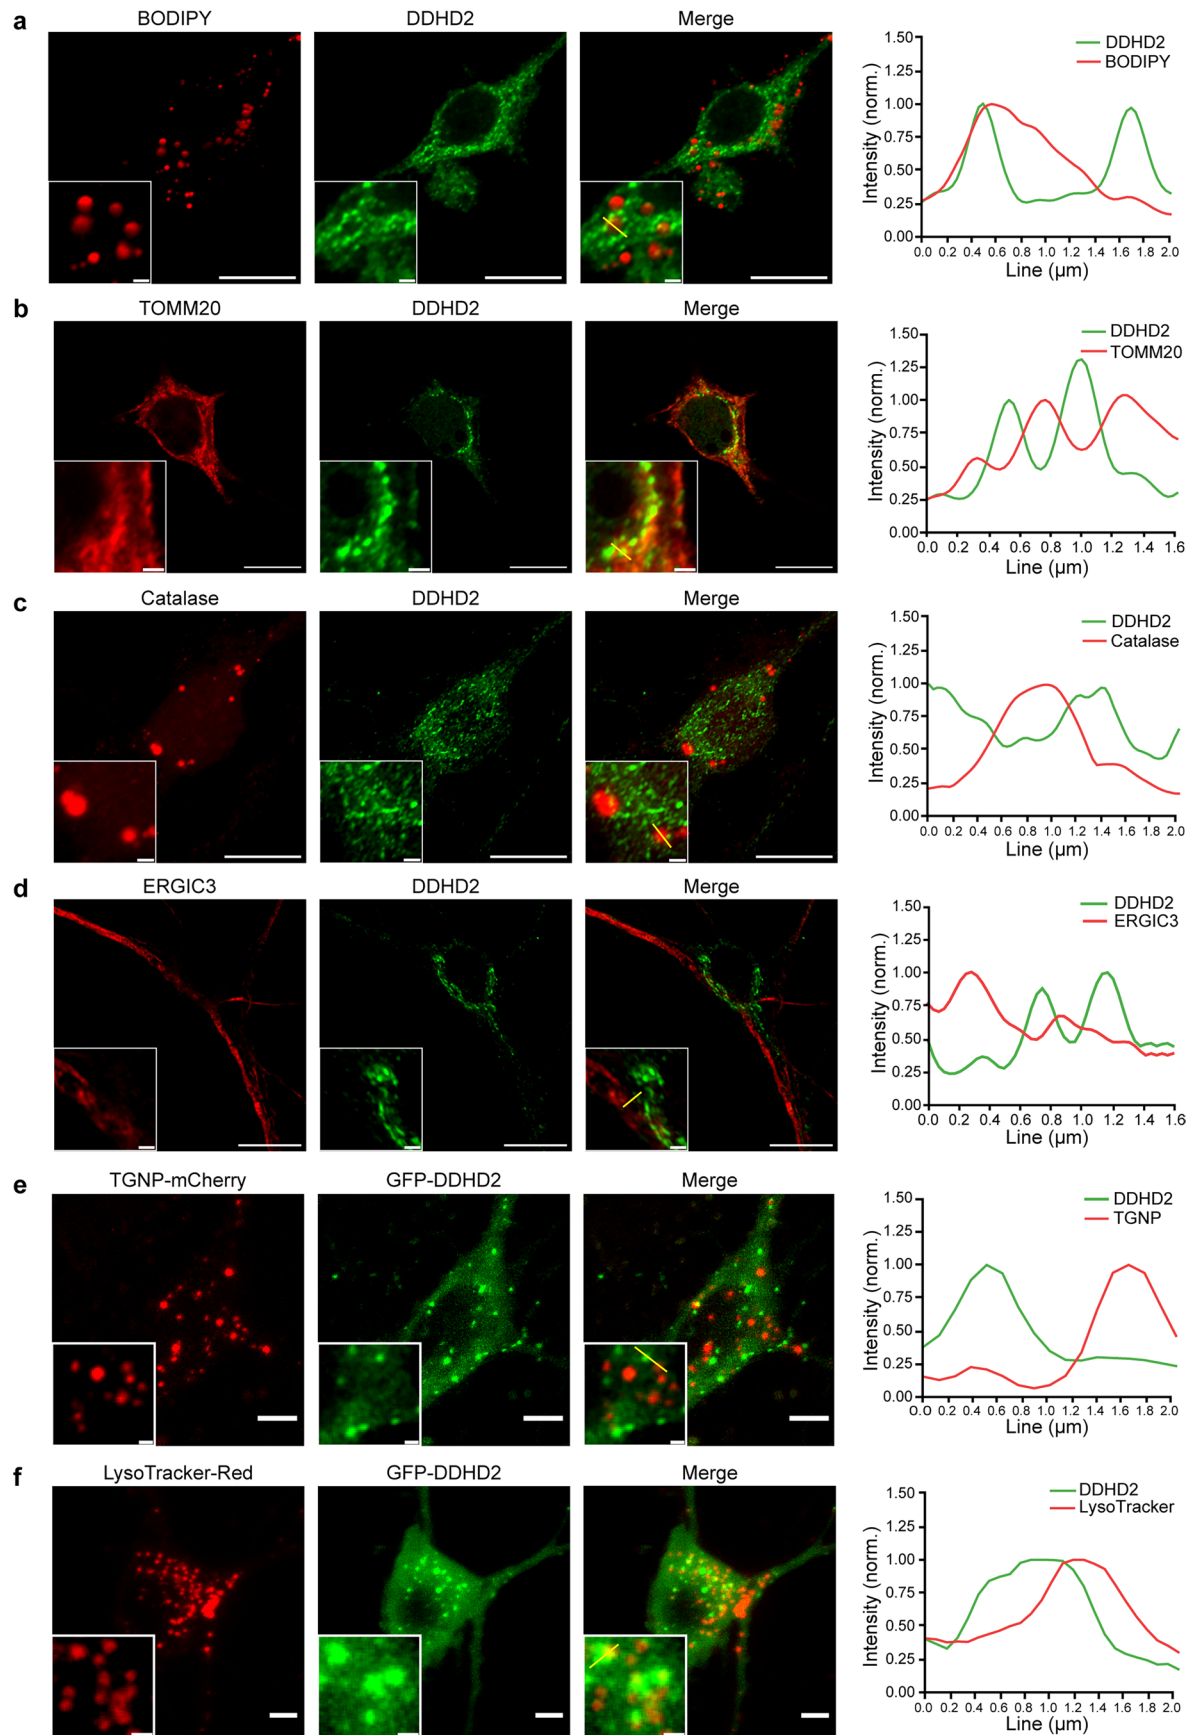 a
BODIPY DDHD2 Merge
DDHD2
BODIPY
Intensity (norm.)
1.50
1.25
1.00
0.75
0.50
0.25
0.00
0.0 0.2 0.4 0.6 0.8 1.0 1.2 1.4 1.6 1.8 2.0
Line (µm)
b
TOMM20 DDHD2 Merge
DDHD2
TOMM20
Intensity (norm.)
1.50
1.25
1.00
0.75
0.50
0.25
0.00
0.0 0.2 0.4 0.6 0.8 1.0 1.2 1.4 1.6
Line (µm)
c
Catalase DDHD2 Merge
DDHD2
Catalase
Intensity (norm.)
1.50
1.25
1.00
0.75
0.50
0.25
0.00
0.0 0.2 0.4 0.6 0.8 1.0 1.2 1.4 1.6 1.8 2.0
Line (µm)
d
ERGIC3 DDHD2 Merge
DDHD2
ERGIC3
Intensity (norm.)
1.50
1.25
1.00
0.75
0.50
0.25
0.00
0.0 0.2 0.4 0.6 0.8 1.0 1.2 1.4 1.6
Line (µm)
e
TGNP-mCherry GFP-DDHD2 Merge
DDHD2
TGNP
Intensity (norm.)
1.50
1.25
1.00
0.75
0.50
0.25
0.00
0.0 0.2 0.4 0.6 0.8 1.0 1.2 1.4 1.6 1.8 2.0
Line (µm)
f
LysoTracker-Red GFP-DDHD2 Merge
DDHD2
LysoTracker
Intensity (norm.)
1.50
1.25
1.00
0.75
0.50
0.25
0.00
0.0 0.2 0.4 0.6 0.8 1.0 1.2 1.4 1.6 1.8 2.0
Line (µm)